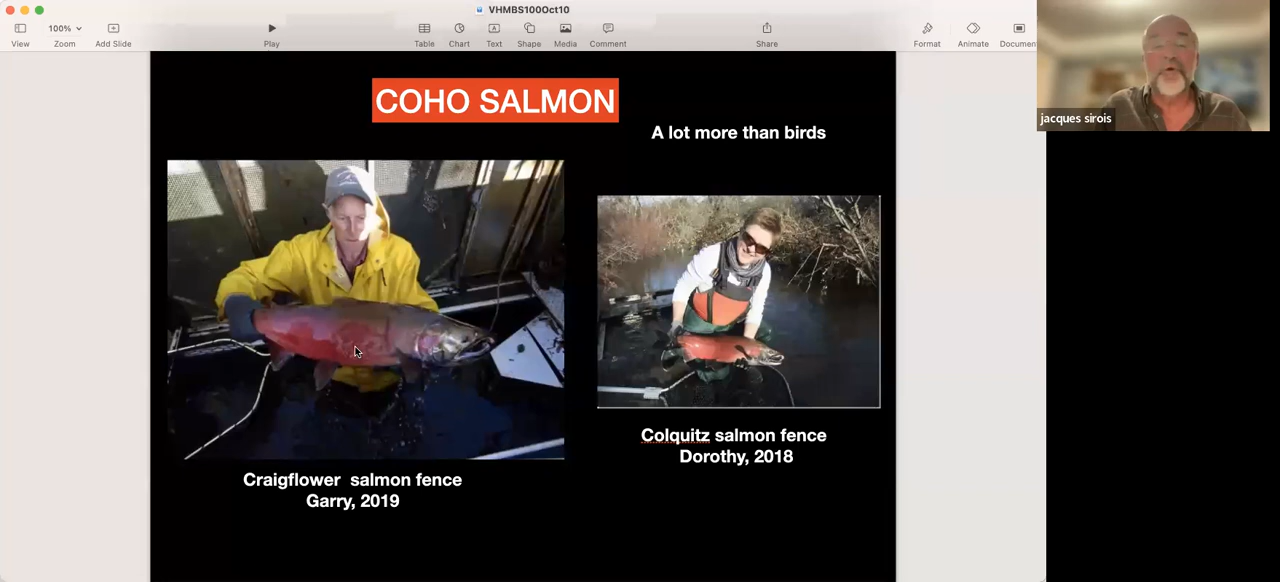 VHMBS100Oct10
100%
View
Zoom
Add Slide
Play
Table
Chart
Text
Shape
Media
Comment
Share
Format
Animate
Documen
jacques sirois
COHO SALMON
A lot more than birds
Colquitz salmon fence
Dorothy, 2018
Craigflower  salmon fence
Garry, 2019